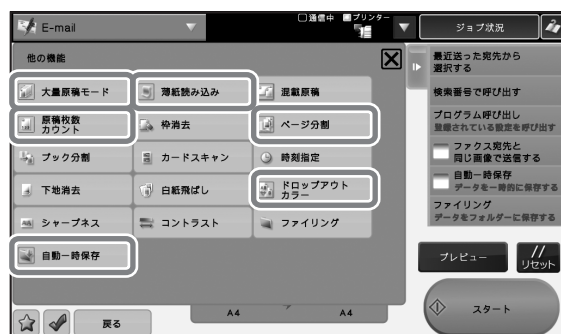 E-mail
通信中
プリンター
ジョブ状況
他の機能
大量原稿モード
薄紙読み込み
混載原稿
原稿枚数
カウント
枠消去
ページ分割
ブック分割
カードスキャン
時刻指定
下地消去
白紙飛ばし
ドロップアウト
カラー
シャープネス
コントラスト
ファイリング
自動一時保存
戻る
A4
A4
最近送った宛先から
選択する
検索番号で呼び出す
プログラム呼び出し
登録されている設定を呼び出す
ファクス宛先と
同じ画像で送信する
自動一時保存
データを一時的に保存する
ファイリング
データをフォルダーに保存する
プレビュー
リセット
スタート